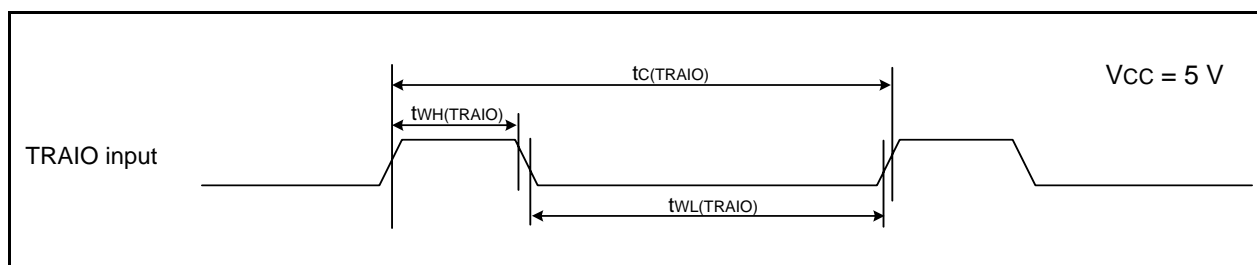 tC(TRAIO)
VCC = 5 V
tWH(TRAIO)
TRAIO input
tWL(TRAIO)